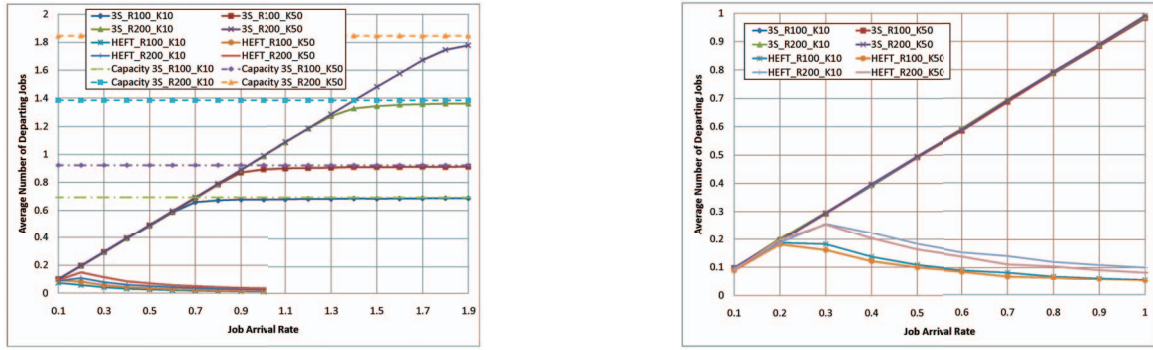 3S_R100_K10
3S_R100_K50
3S_R200_K10
3S_R200_K50
HEFT_R100_K10
HEFT_R100_K50
HEFT_R200_K10
HEFT_R200_K50
Capacity 3S_R100_K10
Capacity 3S_R100_K50
Capacity 3S_R200_K10
Capacity 3S_R200_K50
Average Number of Departing Jobs
2
1.8
1.6
1.4
1.2
1
0.8
0.6
0.4
0.2
0
0.1 0.3 0.5 0.7 0.9 1.1 1.3 1.5 1.7 1.9
Job Arrival Rate
3S_R100_K10
3S_R100_K50
3S_R200_K10
3S_R200_K50
HEFT_R100_K10
HEFT_R100_K50
HEFT_R200_K10
HEFT_R200_K50
Average Number of Departing Jobs
1
0.9
0.8
0.7
0.6
0.5
0.4
0.3
0.2
0.1
0
0.1 0.2 0.3 0.4 0.5 0.6 0.7 0.8 0.9 1
Job Arrival Rate